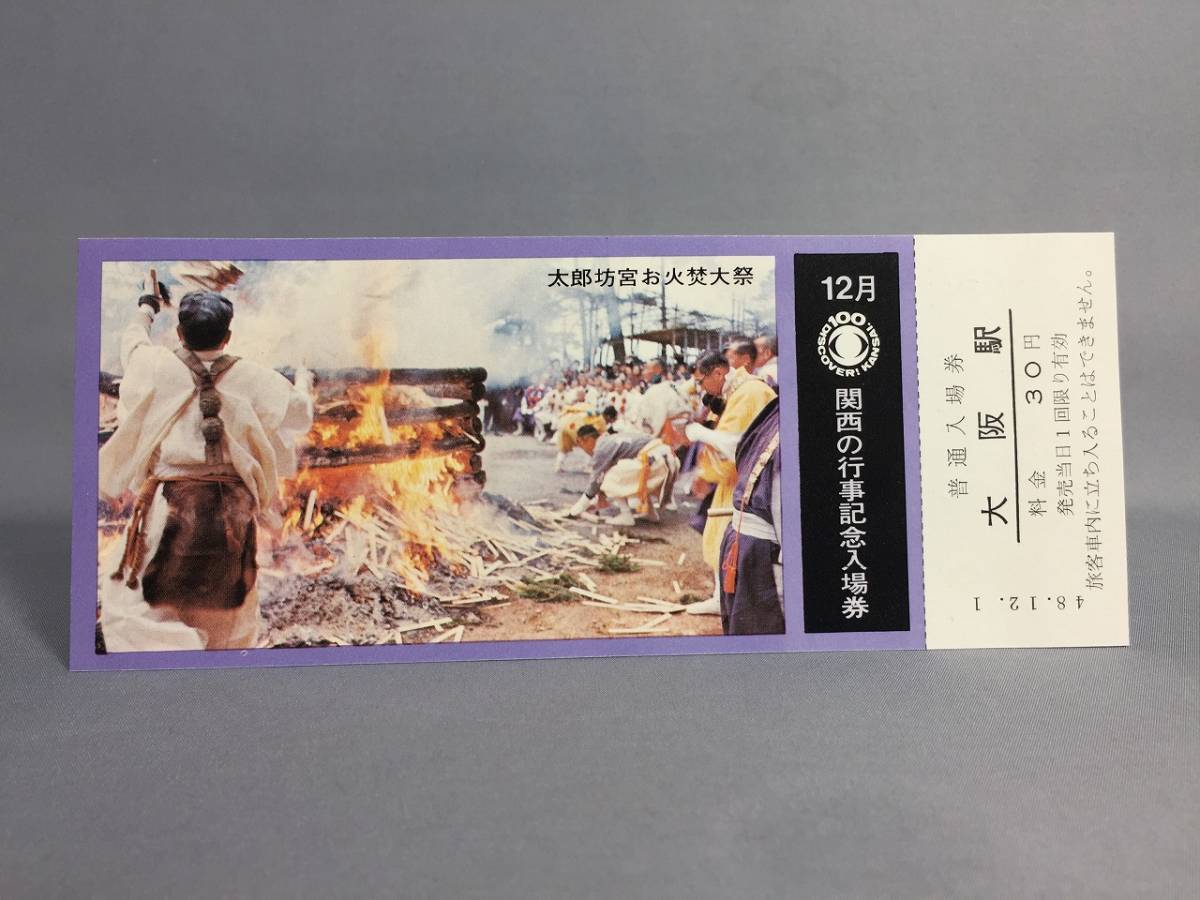 太郎坊宮お火焚大祭
12月
DISCOVER! 100 KANSAI
関西の行事記念入場券
普通入場券
大阪駅
料金 30円
発売当日1回限り有効
旅客車内に立ち入ることはできません。
48.12.1